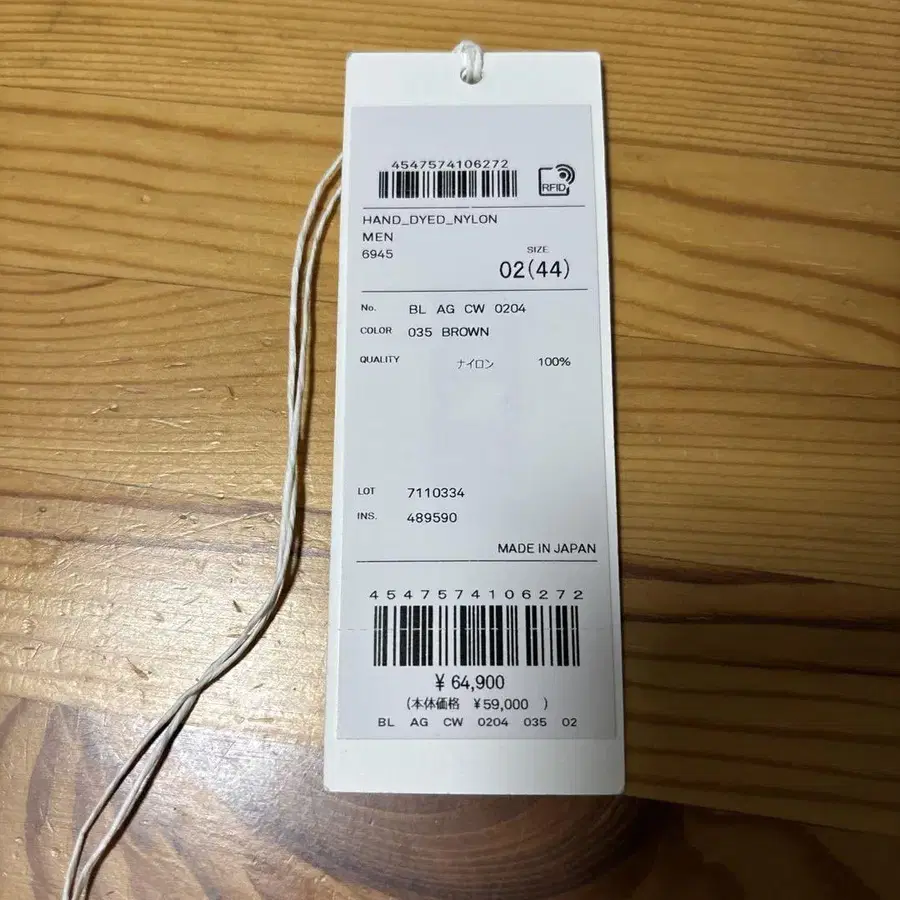 4547574106272
RFID
HAND_DYED_NYLON
MEN
6945
SIZE
02(44)
No. BL AG CW 0204
COLOR 035 BROWN
QUALITY ナイロン 100%
LOT 7110334
INS. 489590
MADE IN JAPAN
4547574106272
¥ 64,900
(本体価格 ¥59,000 )
BL AG CW 0204 035 02